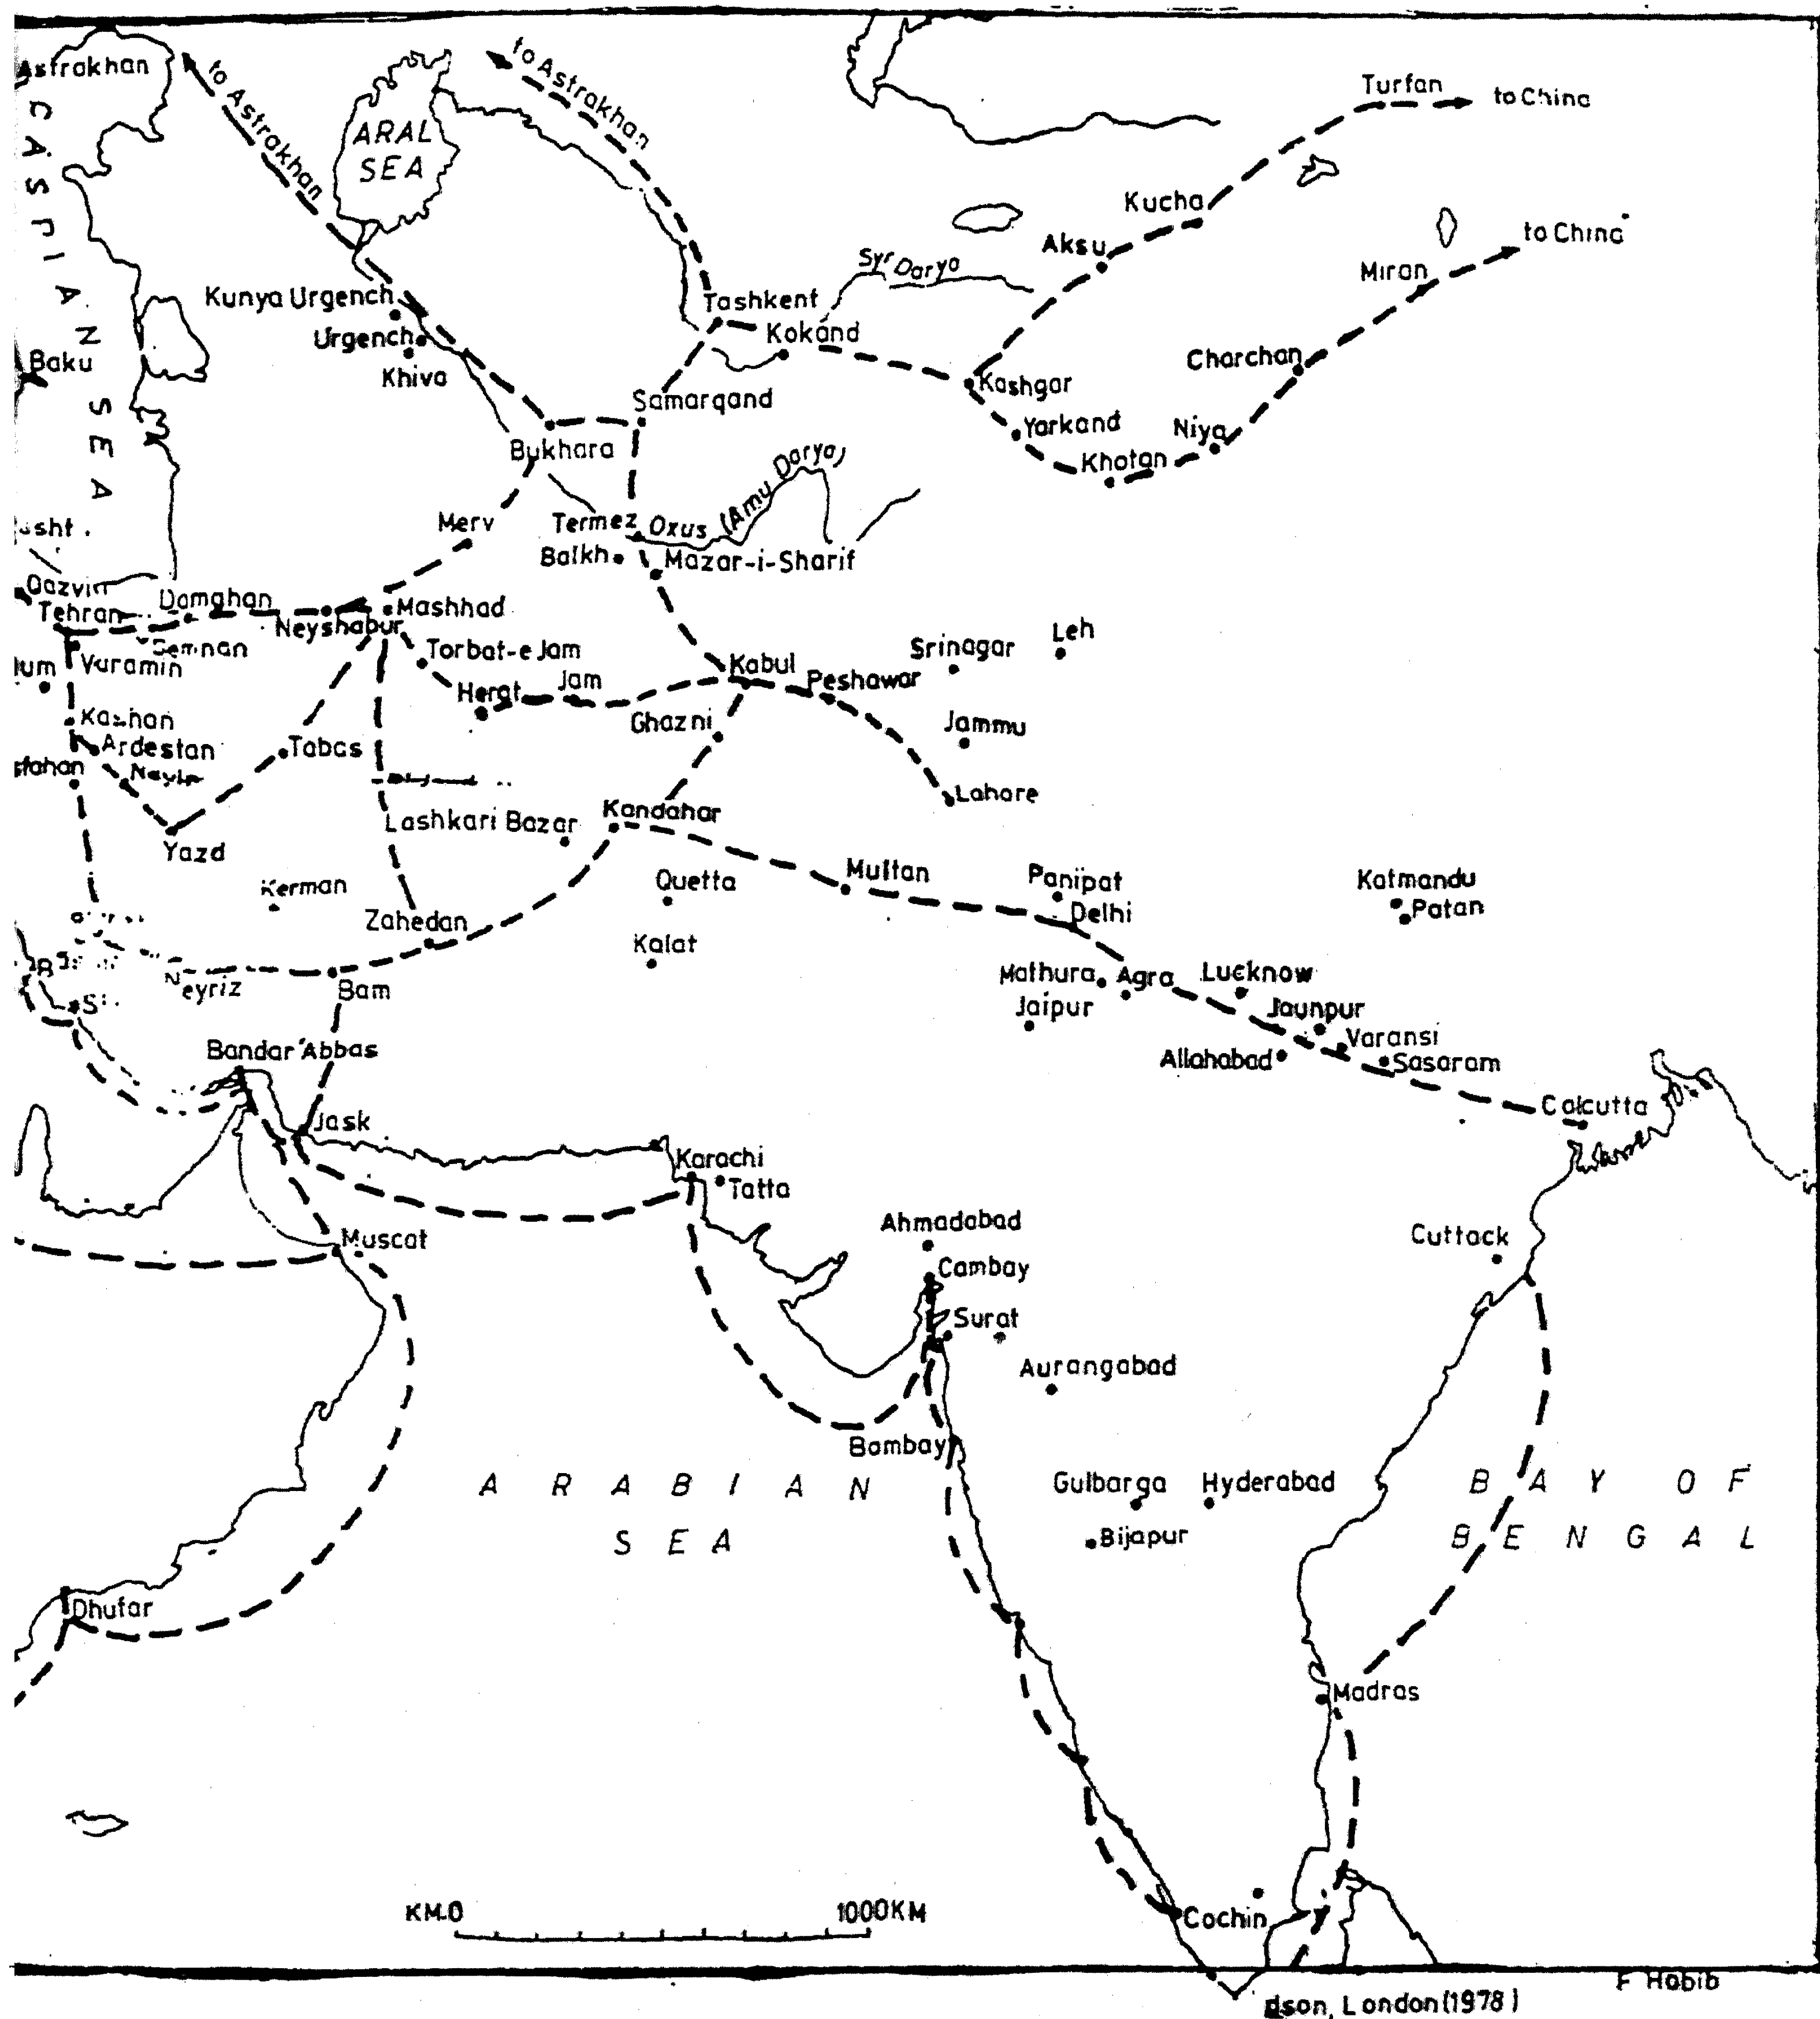 Astrakhan
to Astrakhan
to Astrakhan
ARAL
SEA
CASPIAN SEA
Turfan
to China
Kucha
Aksu
Syr Darya
to China
Miran
Kunya Urgench
Urgench
Khiva
Tashkent
Kokand
Baku
Charchan
Kashgar
Samarqand
Yarkand
Niya
Khotan
Bukhara
Merv
Termez
Oxus (Amu Darya)
Balkh
Mazar-i-Sharif
Qazvin
Tehran
Damghan
Semnan
Neyshabur
Mashhad
Varamin
Torbat-e Jam
Herat
Jam
Kabul
Peshawar
Srinagar
Leh
Ghazni
Jammu
Kashan
Ardestan
Nayin
Tabas
Lahore
Lashkari Bazar
Kandahar
Yazd
Multan
Quetta
Panipat
Delhi
Katmandu
Patan
Kerman
Zahedan
Kalat
Neyriz
Bam
Mathura
Agra
Lucknow
Jaipur
Jaunpur
Varansi
Allahabad
Sasaram
Bandar 'Abbas
Jask
Calcutta
Karachi
Tatta
Muscat
Ahmadabad
Cambay
Cuttack
Surat
Aurangabad
Bombay
ARABIAN
SEA
Gulbarga
Hyderabad
Bijapur
BAY OF
BENGAL
Dhufar
Madras
KM.0
1000KM
Cochin
F Habib
dson, London (1978)